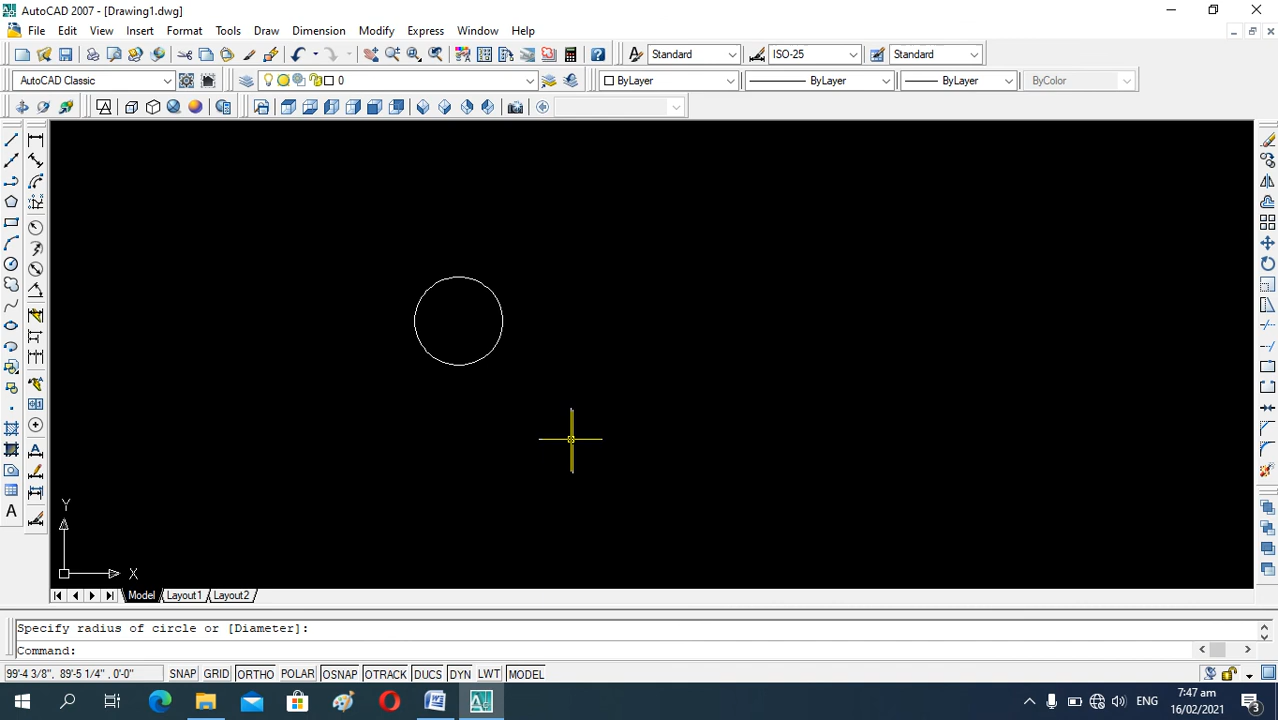 AutoCAD 2007 - [Drawing1.dwg]
File Edit View Insert Format Tools Draw Dimension Modify Express Window Help
Standard ISO-25 Standard
AutoCAD Classic 0 ByLayer ByLayer ByLayer ByColor
A
Y
X
Model Layout1 Layout2
Specify radius of circle or [Diameter]:
Command:
99'-4 3/8", 89'-5 1/4" , 0'-0" SNAP GRID ORTHO POLAR OSNAP OTRACK DUCS DYN LWT MODEL
ENG 7:47 am
16/02/2021 3